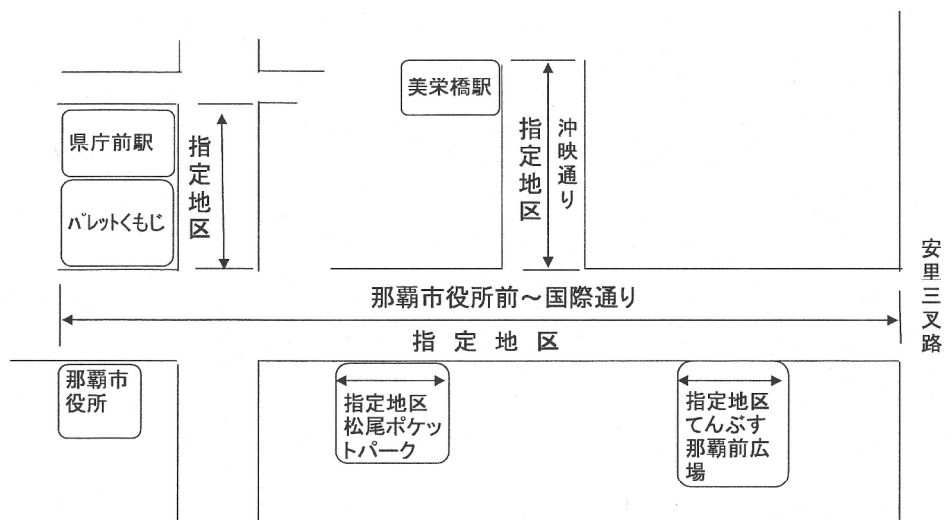 美栄橋駅
県庁前駅
指定地区
指定地区
沖映通り
パレットくもじ
安里三叉路
那覇市役所前～国際通り
指定地区
那覇市
役所
指定地区
松尾ポケッ
トパーク
指定地区
てんぶす
那覇前広
場